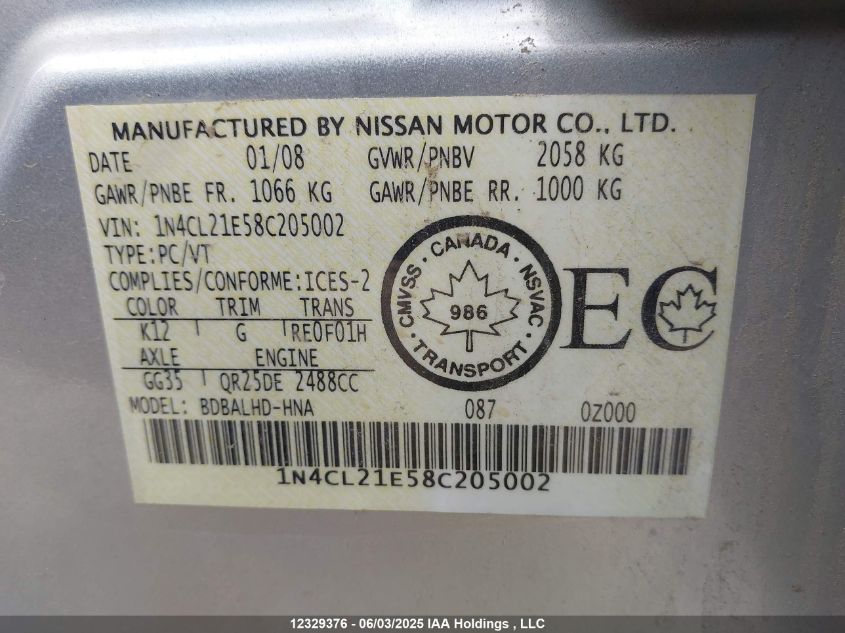 MANUFACTURED BY NISSAN MOTOR CO., LTD.
DATE 01/08 GVWR/PNBV 2058 KG
GAWR/PNBE FR. 1066 KG GAWR/PNBE RR. 1000 KG
VIN: 1N4CL21E58C205002
TYPE:PC/VT
COMPLIES/CONFORME:ICES-2
COLOR TRIM TRANS
K12 G RE0F01H
AXLE ENGINE
GG35 QR25DE 2488CC
MODEL: BDBALHD-HNA 087 0Z000
CMVSS · CANADA · NSVAC · TRANSPORT ·
986
EC
1N4CL21E58C205002
12329376 - 06/03/2025 IAA Holdings , LLC